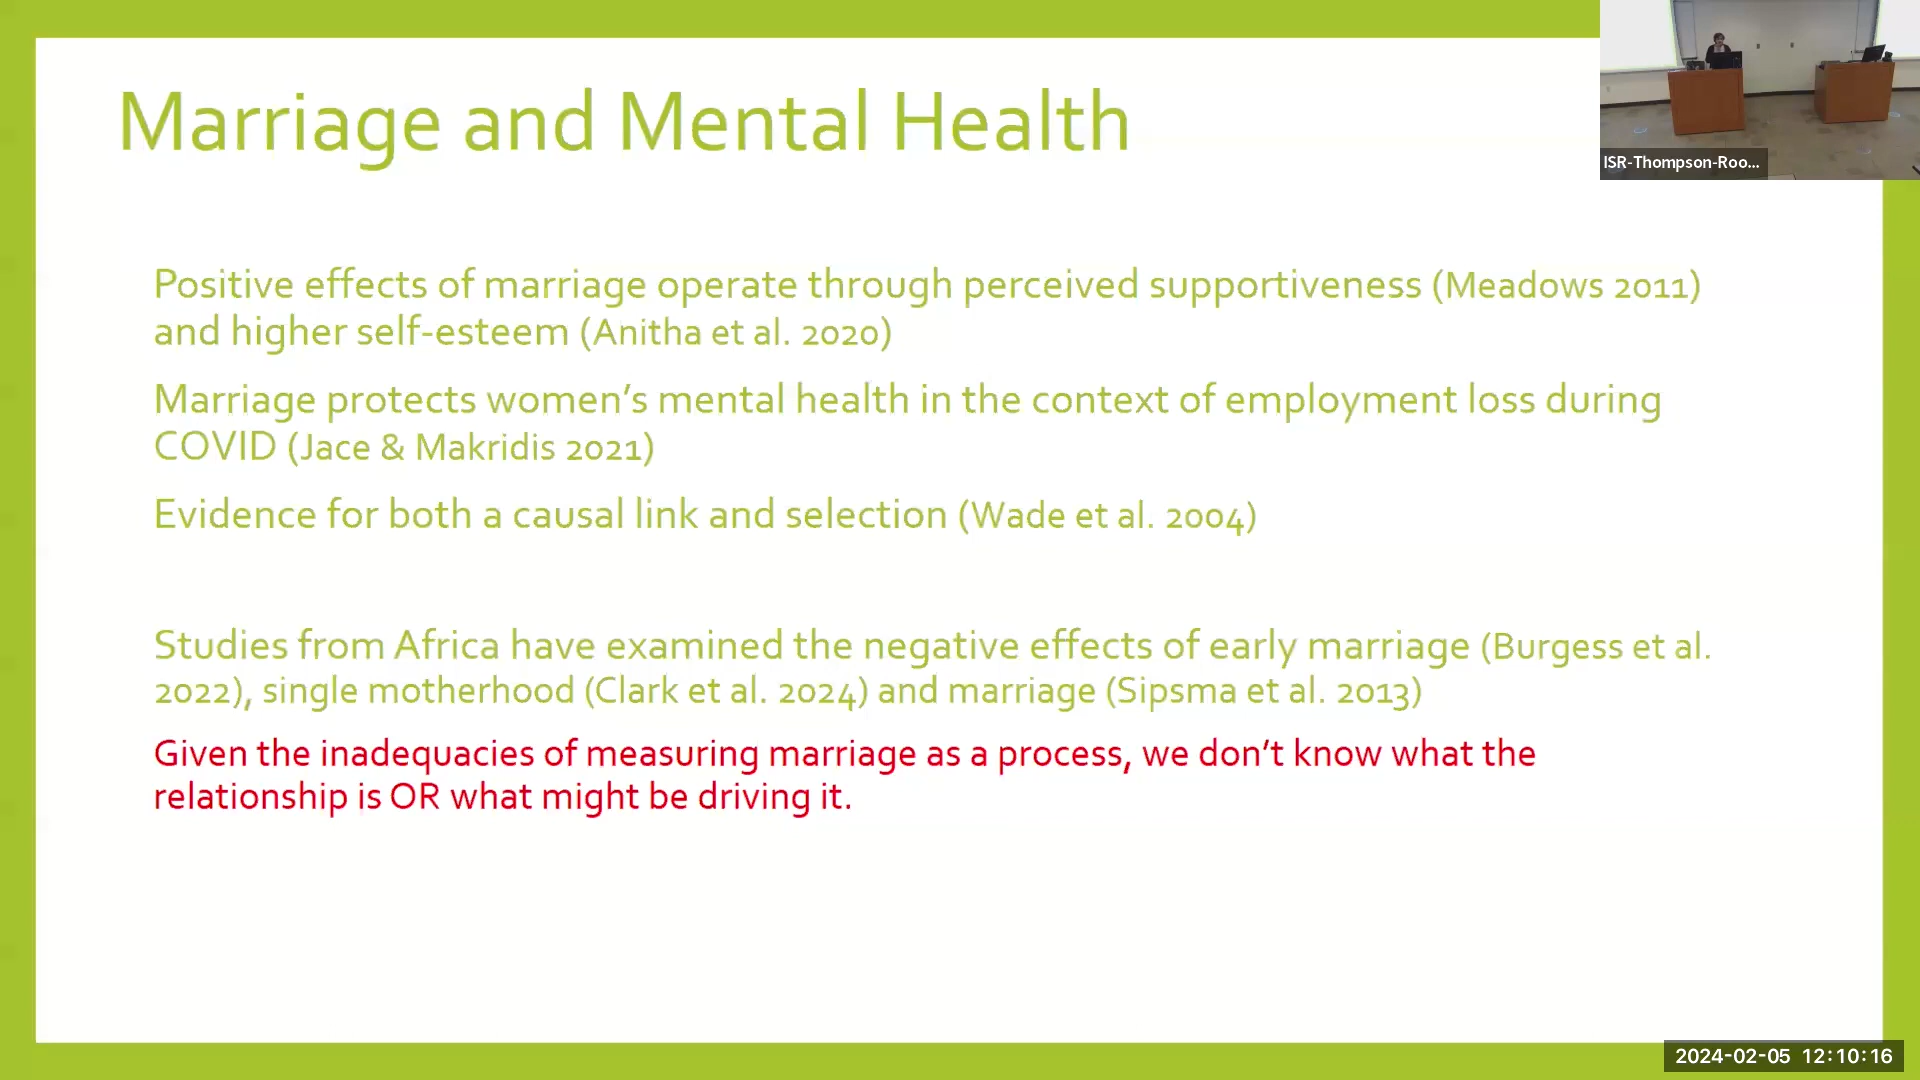 Marriage and Mental Health
ISR-Thompson-Roo...
Positive effects of marriage operate through perceived supportiveness (Meadows 2011)
and higher self-esteem (Anitha et al. 2020)
Marriage protects women’s mental health in the context of employment loss during
COVID (Jace & Makridis 2021)
Evidence for both a causal link and selection (Wade et al. 2004)
Studies from Africa have examined the negative effects of early marriage (Burgess et al.
2022), single motherhood (Clark et al. 2024) and marriage (Sipsma et al. 2013)
Given the inadequacies of measuring marriage as a process, we don’t know what the
relationship is OR what might be driving it.
2024-02-05 12:10:16